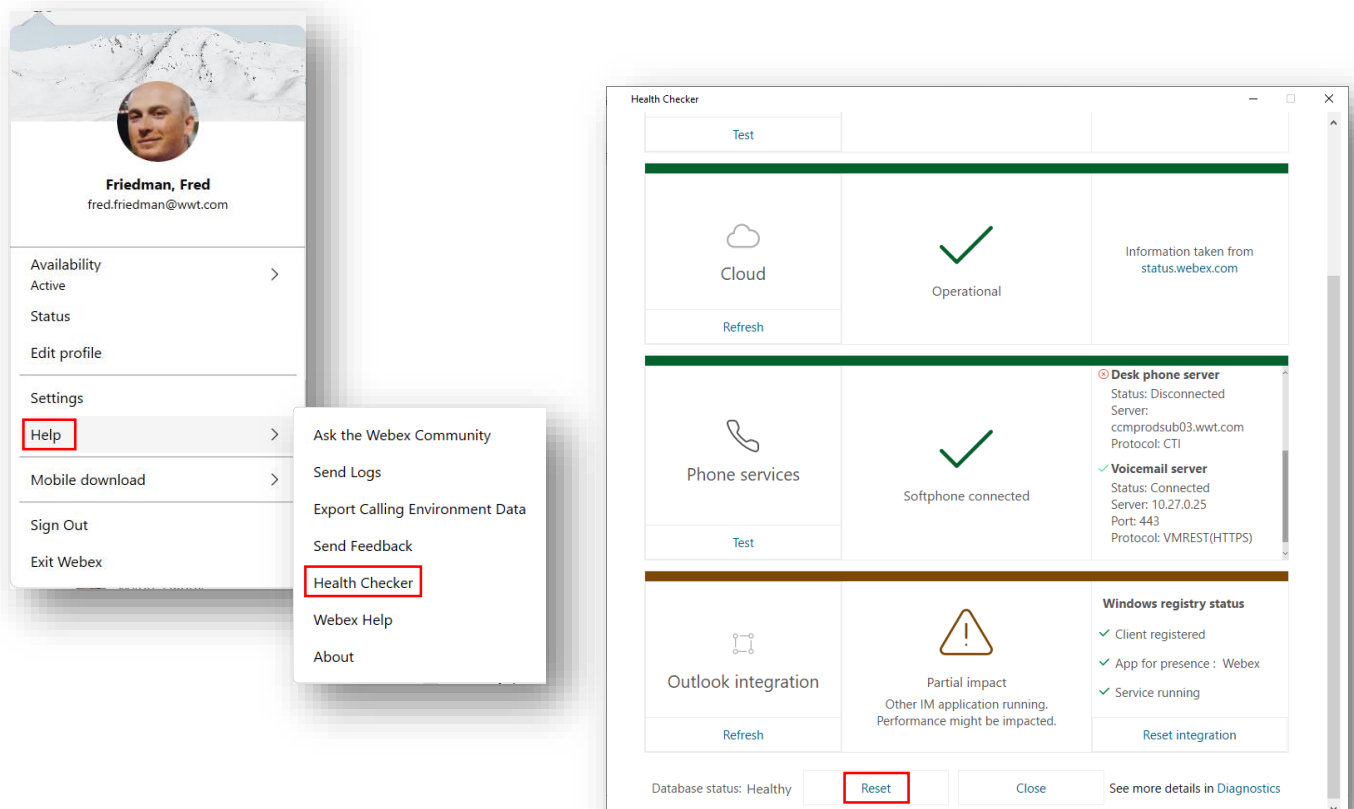 Friedman, Fred
fred.friedman@wwt.com
Availability
Active
Status
Edit profile
Settings
Help
Mobile download
Sign Out
Exit Webex
Ask the Webex Community
Send Logs
Export Calling Environment Data
Send Feedback
Health Checker
Webex Help
About
Health Checker
Test
Cloud
Refresh
Operational
Information taken from
status.webex.com
Phone services
Test
Softphone connected
Desk phone server
Status: Disconnected
Server:
ccmprodsub03.wwt.com
Protocol: CTI
Voicemail server
Status: Connected
Server: 10.27.0.25
Port: 443
Protocol: VMREST(HTTPS)
Outlook integration
Refresh
Partial impact
Other IM application running.
Performance might be impacted.
Windows registry status
Client registered
App for presence : Webex
Service running
Reset integration
Database status: Healthy
Reset
Close
See more details in Diagnostics